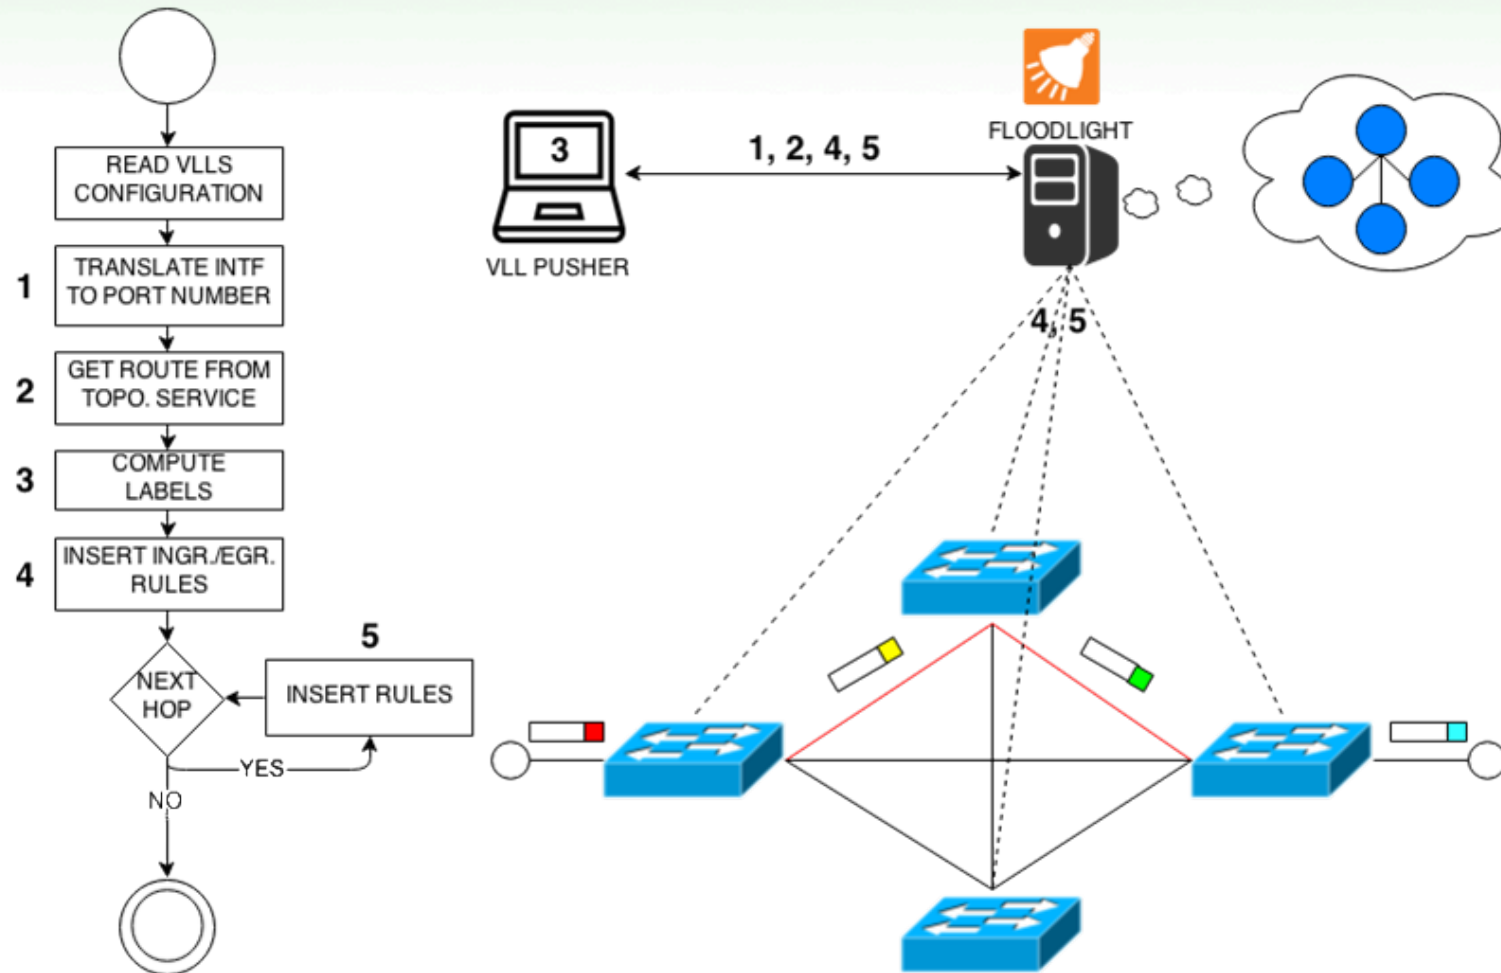 READ VLLS
CONFIGURATION
1
TRANSLATE INTF
TO PORT NUMBER
2
GET ROUTE FROM
TOPO. SERVICE
3
COMPUTE
LABELS
4
INSERT INGR./EGR.
RULES
5
NEXT
HOP
INSERT RULES
YES
NO
3
VLL PUSHER
1, 2, 4, 5
FLOODLIGHT
4, 5